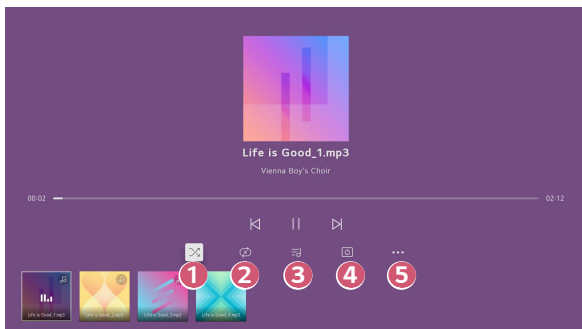 Life is Good_1.mp3
Vienna Boy's Choir
00:02
02:12
1
2
3
4
5
Life is Good_1.mp3
Life is Good_2.mp3
Life is Good_3.mp3
Life is Good_4.mp3